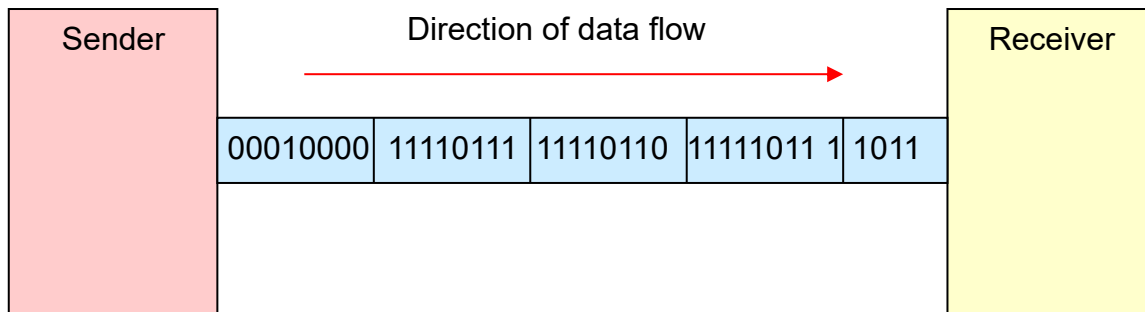 Sender
Direction of data flow
Receiver
00010000 11110111 11110110 11111011 1 1011